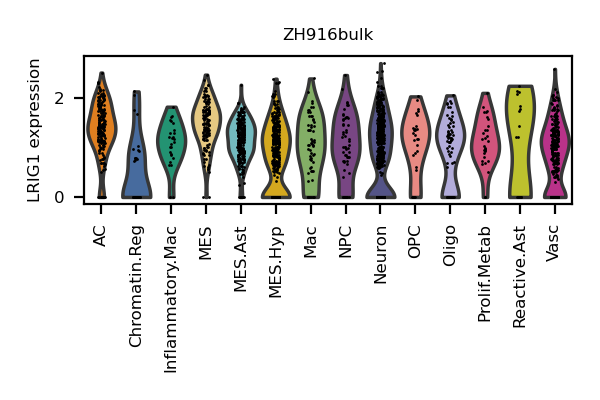 ZH916bulk
LRIG1 expression
2
0
AC
Chromatin.Reg
Inflammatory.Mac
MES
MES.Ast
MES.Hyp
Mac
NPC
Neuron
OPC
Oligo
Prolif.Metab
Reactive.Ast
Vasc